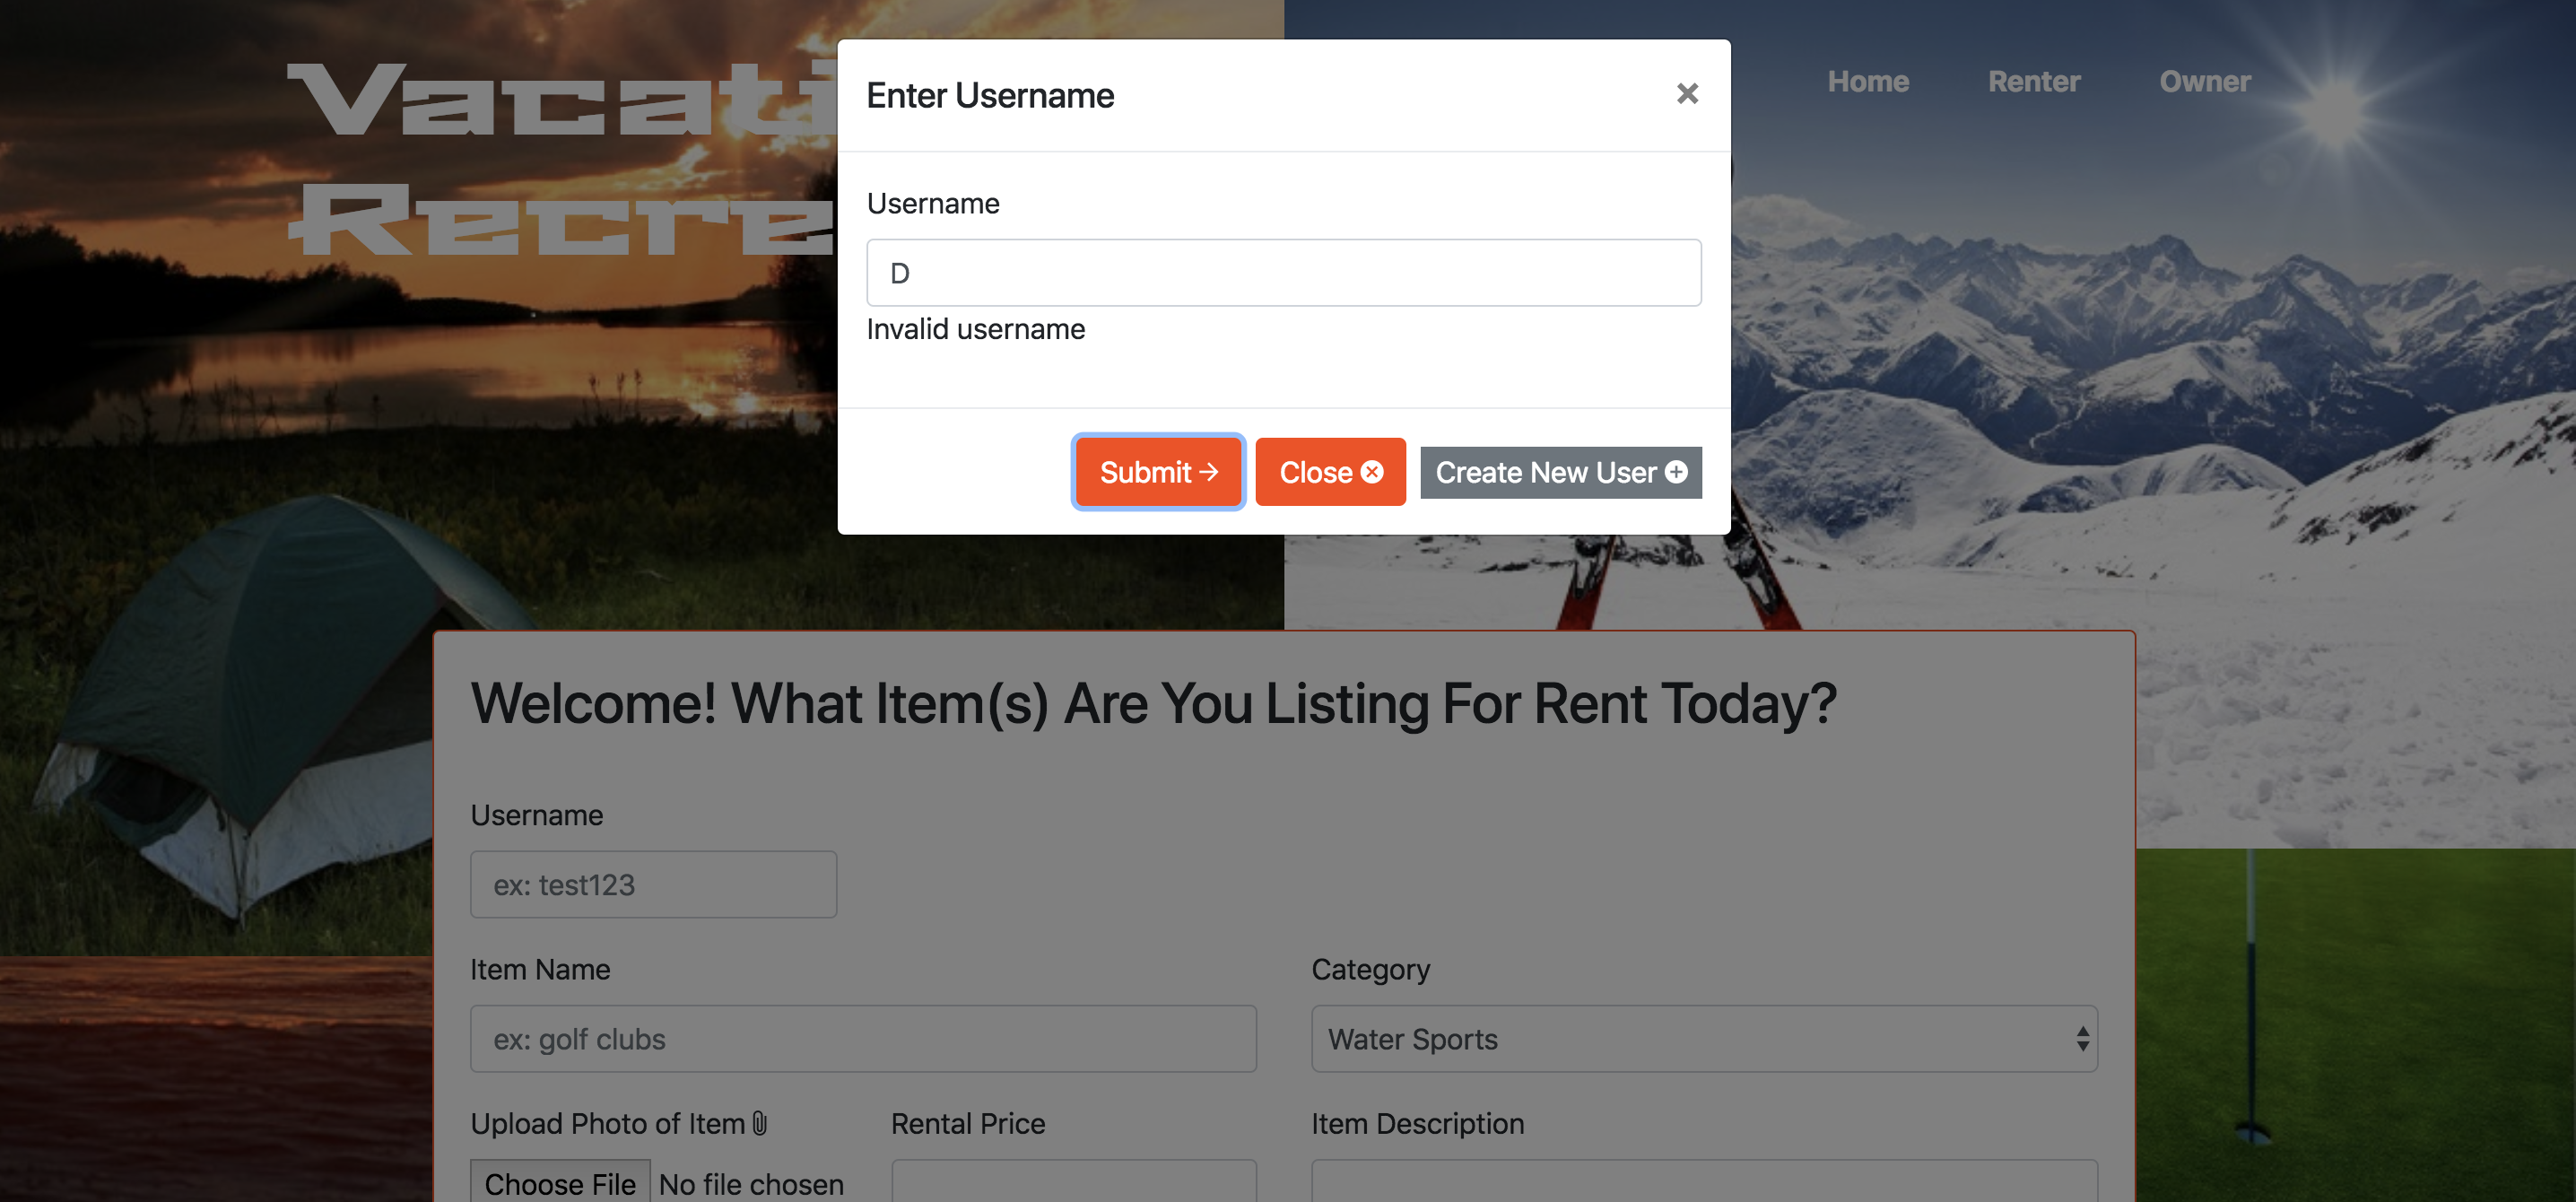 Vacati
Recre
Home Renter Owner
Enter Username
×
Username
D
Invalid username
Submit
Close
Create New User
Welcome! What Item(s) Are You Listing For Rent Today?
Username
ex: test123
Item Name
Category
ex: golf clubs
Water Sports
Upload Photo of Item
Rental Price
Item Description
Choose File No file chosen